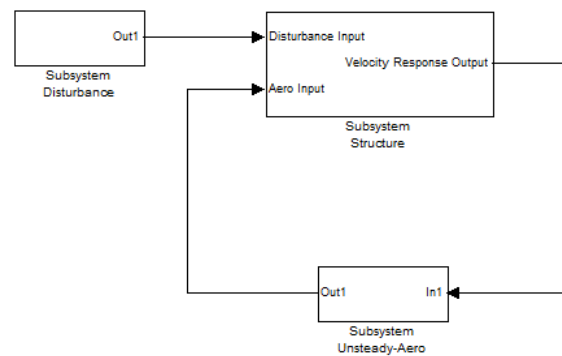 Out1
Subsystem
Disturbance
Disturbance Input
Velocity Response Output
Aero Input
Subsystem
Structure
Out1
In1
Subsystem
Unsteady-Aero